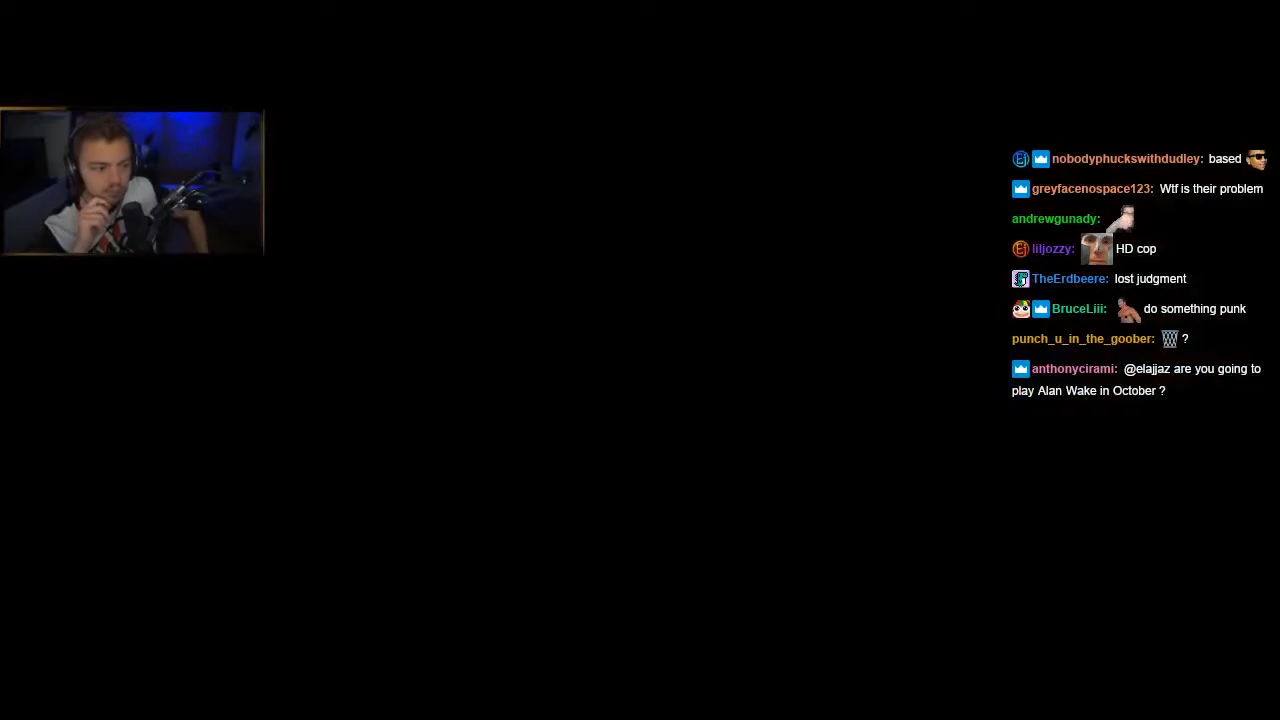 nobodyphuckswithdudley: based
greyfacenospace123: Wtf is their problem
andrewgunady:
liljozzy: HD cop
TheErdbeere: lost judgment
BruceLiii: do something punk
punch_u_in_the_goober: ?
anthonycirami: @elajjaz are you going to
play Alan Wake in October ?